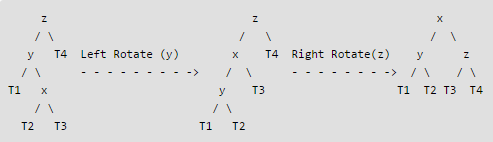 z z x
/ \ / \ / \
y T4 Left Rotate (y) x T4 Right Rotate(z) y z
/ \ - - - - - - - - -> / \ - - - - - - - -> / \ / \
T1 x y T3 T1 T2 T3 T4
/ \ / \
T2 T3 T1 T2